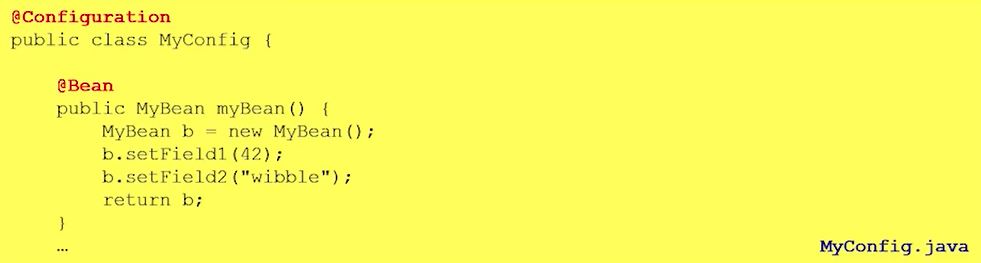 @Configuration
public class MyConfig {
@Bean
public MyBean myBean() {
MyBean b = new MyBean();
b.setField1(42);
b.setField2("wibble");
return b;
}
…
MyConfig.java